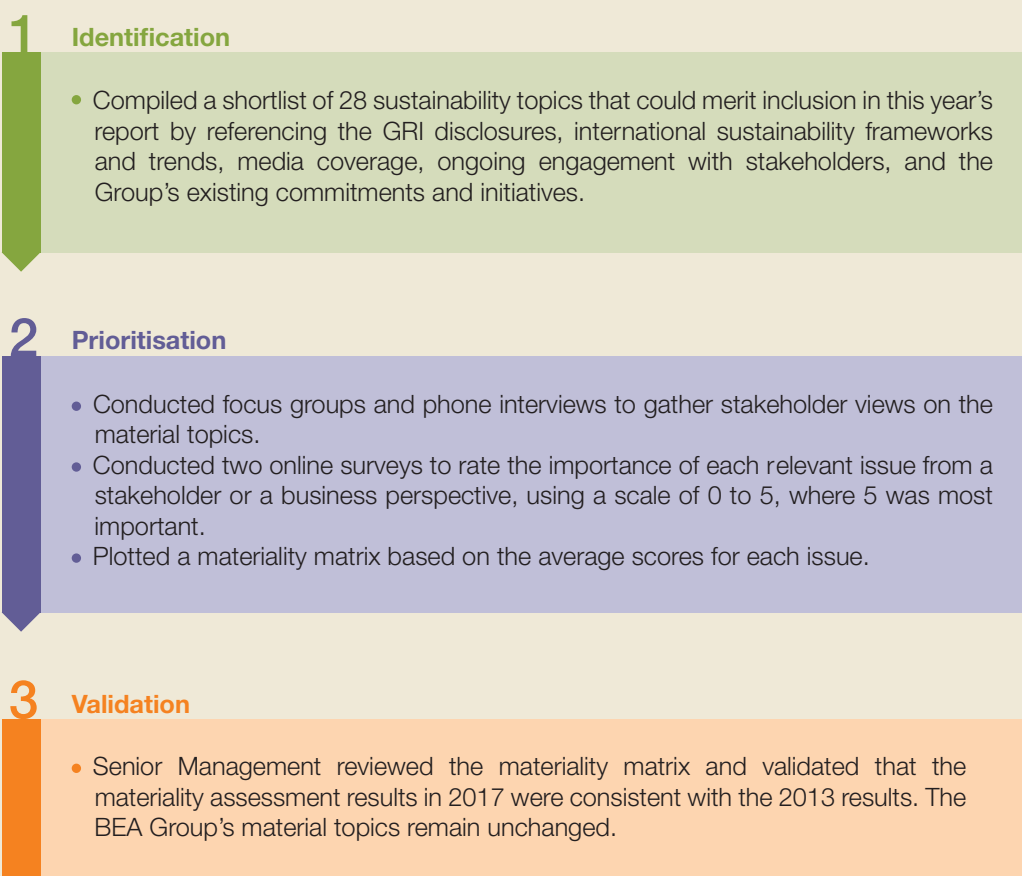 1
Identification
• Compiled a shortlist of 28 sustainability topics that could merit inclusion in this year’s
report by referencing the GRI disclosures, international sustainability frameworks
and trends, media coverage, ongoing engagement with stakeholders, and the
Group’s existing commitments and initiatives.
2
Prioritisation
• Conducted focus groups and phone interviews to gather stakeholder views on the
material topics.
• Conducted two online surveys to rate the importance of each relevant issue from a
stakeholder or a business perspective, using a scale of 0 to 5, where 5 was most
important.
• Plotted a materiality matrix based on the average scores for each issue.
3
Validation
• Senior Management reviewed the materiality matrix and validated that the
materiality assessment results in 2017 were consistent with the 2013 results. The
BEA Group’s material topics remain unchanged.